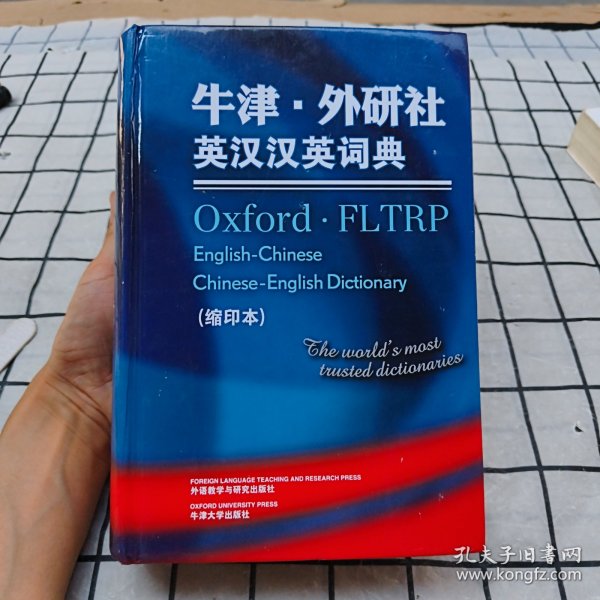 牛津·外研社
英汉汉英词典
Oxford · FLTRP
English-Chinese
Chinese-English Dictionary
(缩印本)
The world's most
trusted dictionaries
FOREIGN LANGUAGE TEACHING AND RESEARCH PRESS
外语教学与研究出版社
OXFORD UNIVERSITY PRESS
牛津大学出版社
孔夫子旧书网
www.kongfz.com